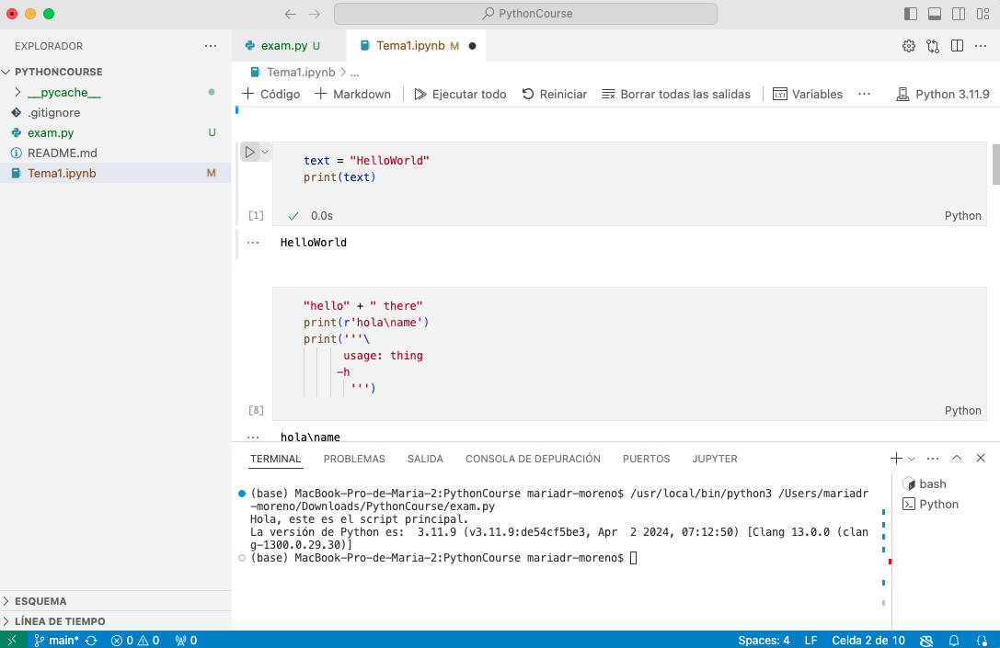 PythonCourse
EXPLORADOR
PYTHONCOURSE
__pycache__
.gitignore
exam.py U
README.md
Tema1.ipynb M
ESQUEMA
LÍNEA DE TIEMPO
exam.py U
Tema1.ipynb M
Tema1.ipynb > ...
Código Markdown Ejecutar todo Reiniciar Borrar todas las salidas Variables ... Python 3.11.9
text = "HelloWorld"
print(text)
[1] 0.0s Python
HelloWorld
"hello" + " there"
print(r'hola\name')
print('''\
usage: thing
-h
''')
[8] Python
hola\name
TERMINAL PROBLEMAS SALIDA CONSOLA DE DEPURACIÓN PUERTOS JUPYTER
(base) MacBook-Pro-de-Maria-2:PythonCourse mariadr-moreno$ /usr/local/bin/python3 /Users/mariadr
-moreno/Downloads/PythonCourse/exam.py
Hola, este es el script principal.
La versión de Python es:  3.11.9 (v3.11.9:de54cf5be3, Apr  2 2024, 07:12:50) [Clang 13.0.0 (clan
g-1300.0.29.30)]
(base) MacBook-Pro-de-Maria-2:PythonCourse mariadr-moreno$
bash
Python
main* 0 0 0 Spaces: 4 LF Celda 2 de 10